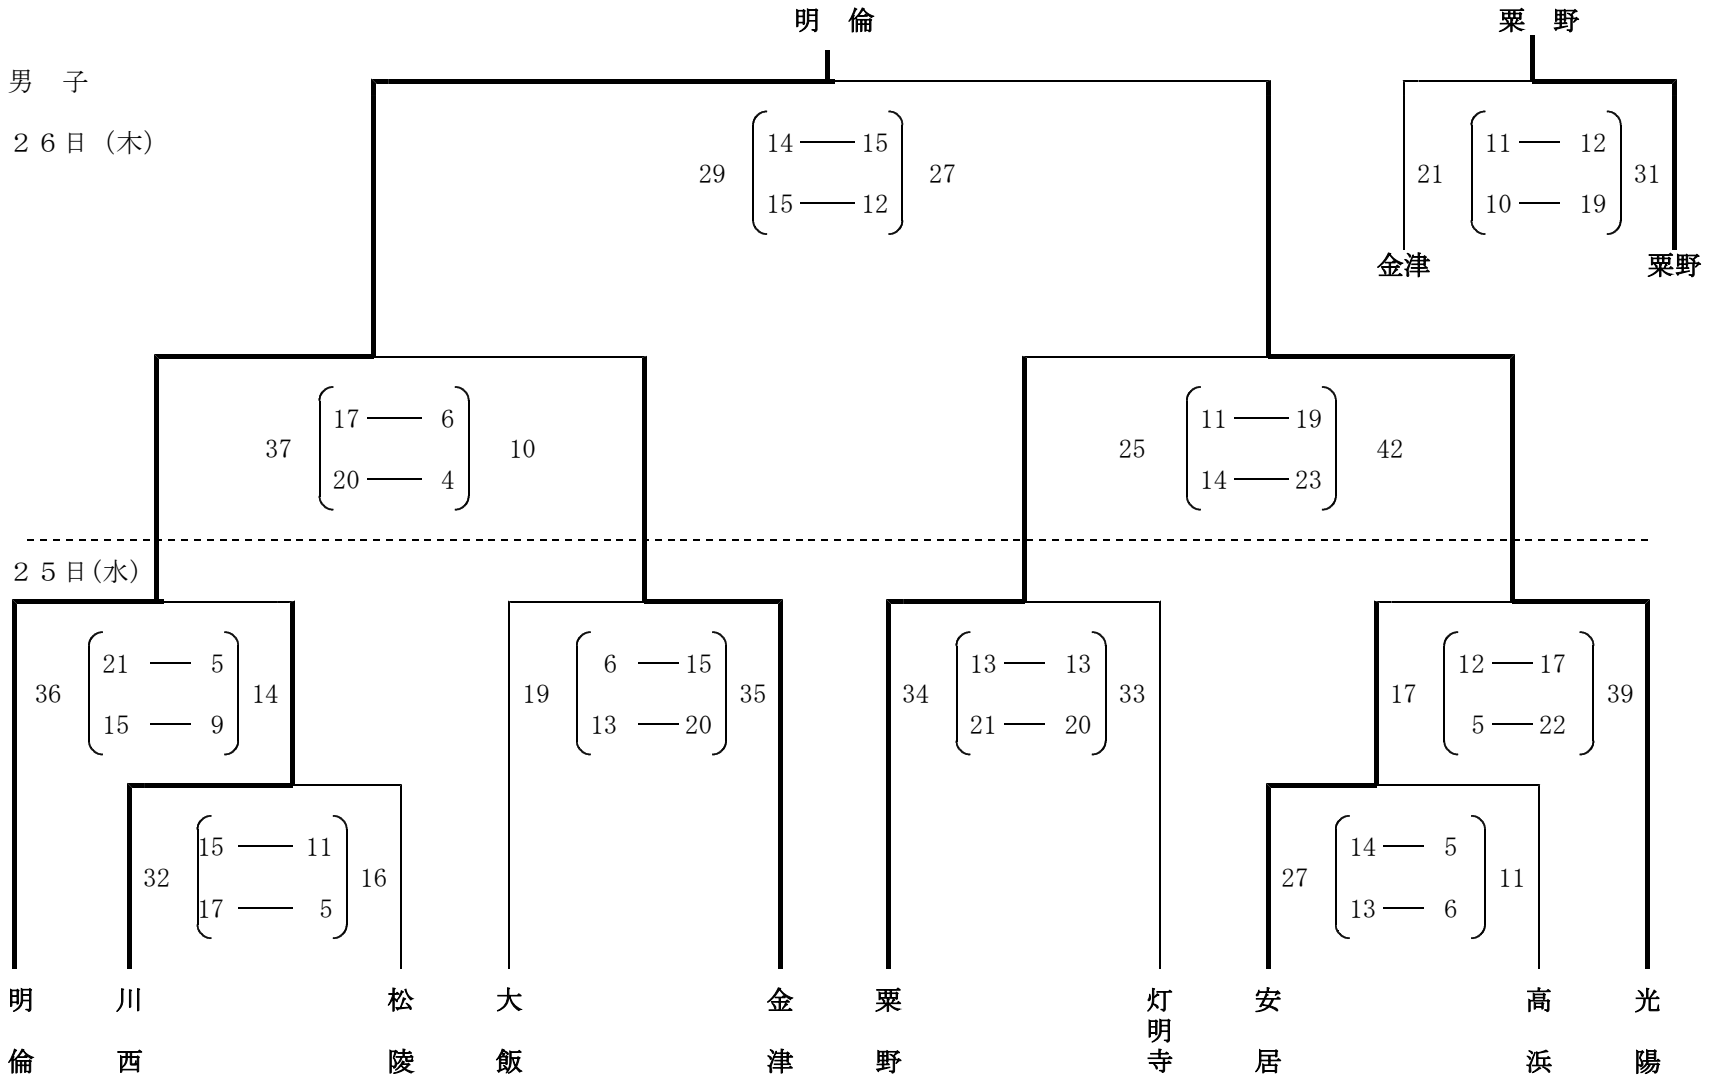 明　倫　粟　野
男　子
２６日（木）
14 15 11 12
29 27 21 31
15 12 10 19
金津 粟野
17 6 11 19
37 10 25 42
20 4 14 23
２５日（水）
21 5 6 15 13 13 12 17
36 14 19 35 34 33 17 39
15 9 13 20 21 20 5 22
15 11 14 5
32 16 27 11
17 5 13 6
明倫 川西 松陵 大飯 金津 粟野 灯明寺 安居 高浜 光陽